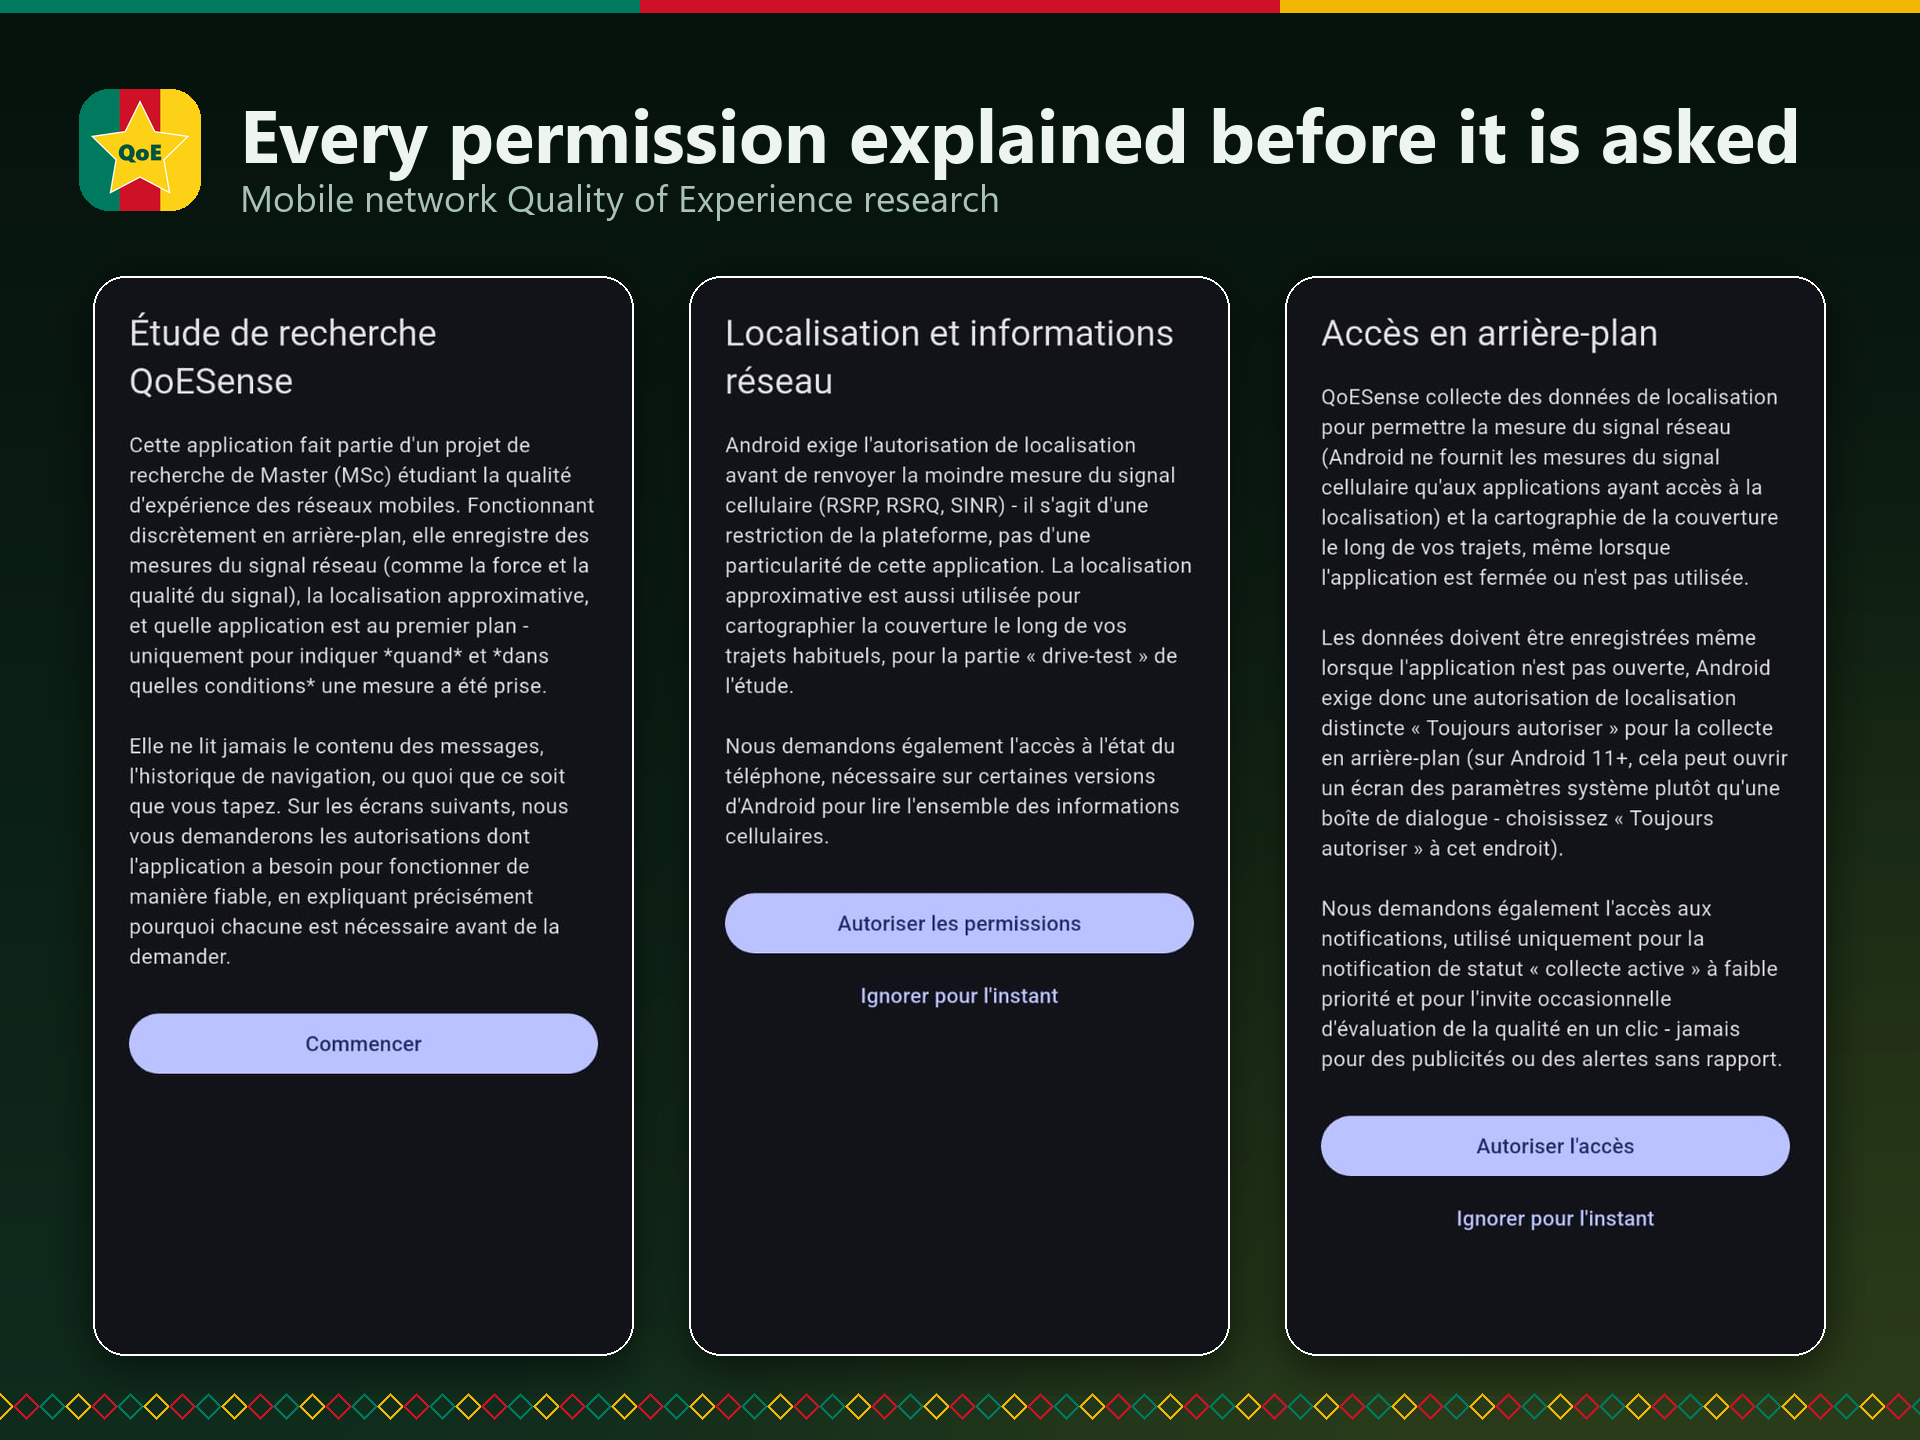 QoE
Every permission explained before it is asked
Mobile network Quality of Experience research
Étude de recherche
QoESense
Cette application fait partie d'un projet de
recherche de Master (MSc) étudiant la qualité
d'expérience des réseaux mobiles. Fonctionnant
discrètement en arrière-plan, elle enregistre des
mesures du signal réseau (comme la force et la
qualité du signal), la localisation approximative,
et quelle application est au premier plan -
uniquement pour indiquer *quand* et *dans
quelles conditions* une mesure a été prise.
Elle ne lit jamais le contenu des messages,
l'historique de navigation, ou quoi que ce soit
que vous tapez. Sur les écrans suivants, nous
vous demanderons les autorisations dont
l'application a besoin pour fonctionner de
manière fiable, en expliquant précisément
pourquoi chacune est nécessaire avant de la
demander.
Commencer
Localisation et informations
réseau
Android exige l'autorisation de localisation
avant de renvoyer la moindre mesure du signal
cellulaire (RSRP, RSRQ, SINR) - il s'agit d'une
restriction de la plateforme, pas d'une
particularité de cette application. La localisation
approximative est aussi utilisée pour
cartographier la couverture le long de vos
trajets habituels, pour la partie « drive-test » de
l'étude.
Nous demandons également l'accès à l'état du
téléphone, nécessaire sur certaines versions
d'Android pour lire l'ensemble des informations
cellulaires.
Autoriser les permissions
Ignorer pour l'instant
Accès en arrière-plan
QoESense collecte des données de localisation
pour permettre la mesure du signal réseau
(Android ne fournit les mesures du signal
cellulaire qu'aux applications ayant accès à la
localisation) et la cartographie de la couverture
le long de vos trajets, même lorsque
l'application est fermée ou n'est pas utilisée.
Les données doivent être enregistrées même
lorsque l'application n'est pas ouverte, Android
exige donc une autorisation de localisation
distincte « Toujours autoriser » pour la collecte
en arrière-plan (sur Android 11+, cela peut ouvrir
un écran des paramètres système plutôt qu'une
boîte de dialogue - choisissez « Toujours
autoriser » à cet endroit).
Nous demandons également l'accès aux
notifications, utilisé uniquement pour la
notification de statut « collecte active » à faible
priorité et pour l'invite occasionnelle
d'évaluation de la qualité en un clic - jamais
pour des publicités ou des alertes sans rapport.
Autoriser l'accès
Ignorer pour l'instant